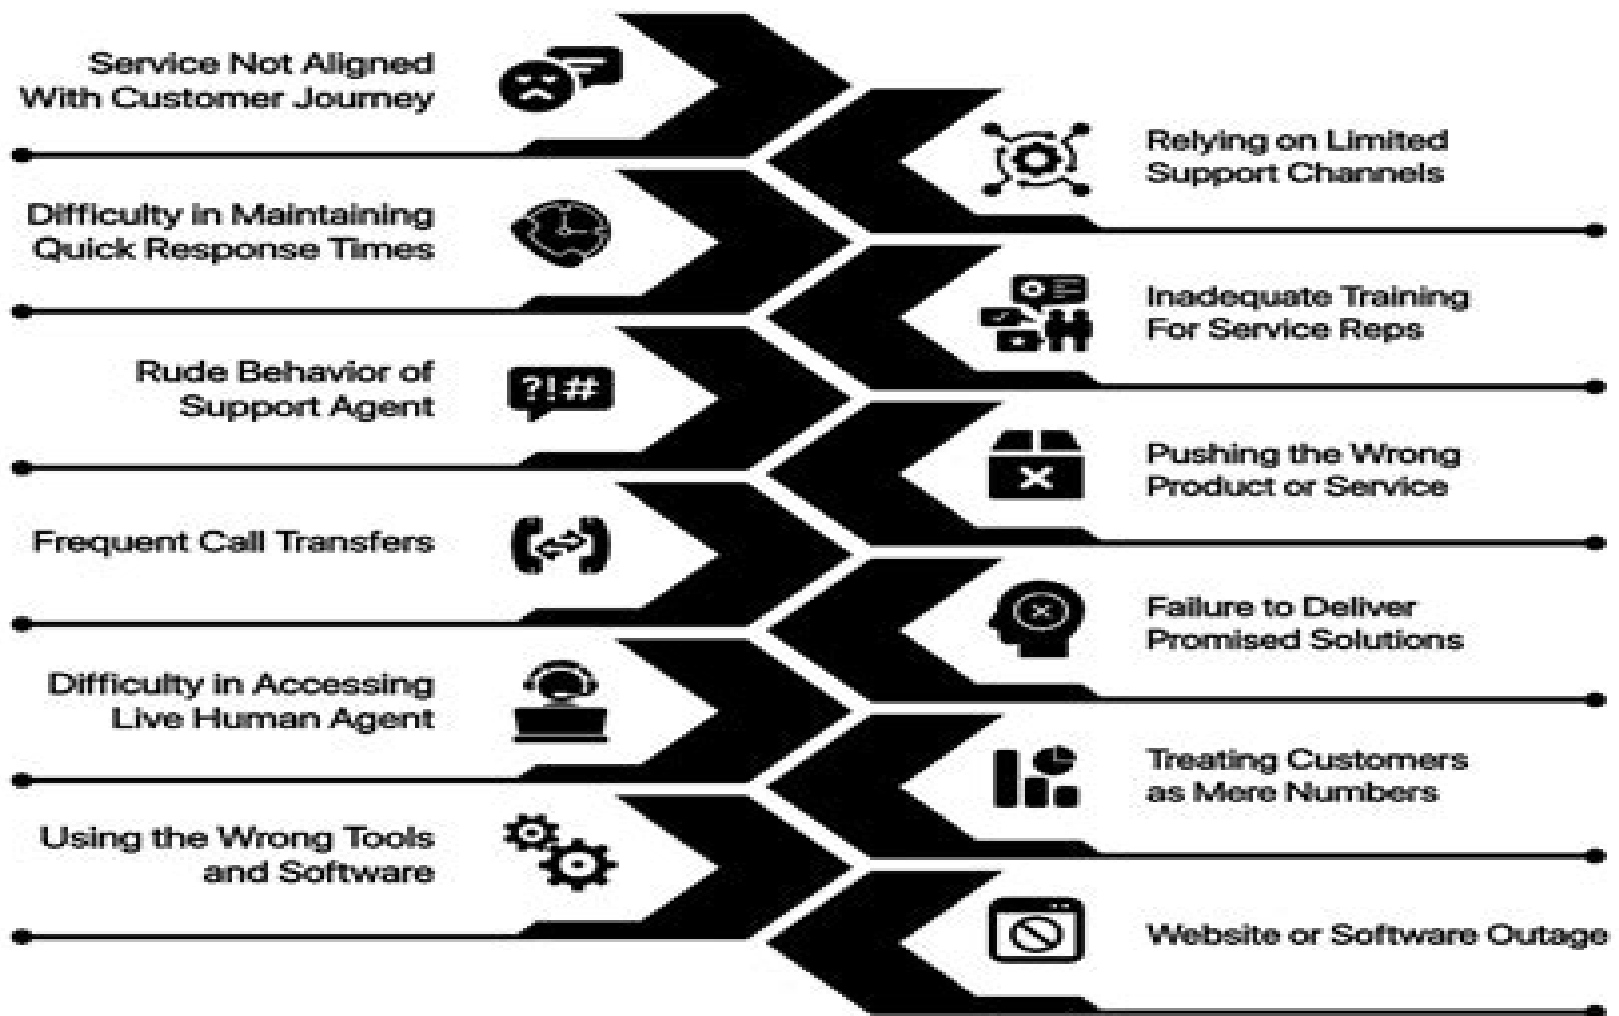 Service Not Aligned
With Customer Journey
Relying on Limited
Support Channels
Difficulty in Maintaining
Quick Response Times
Inadequate Training
For Service Reps
Rude Behavior of
Support Agent
?!#
Pushing the Wrong
Product or Service
Frequent Call Transfers
Failure to Deliver
Promised Solutions
Difficulty in Accessing
Live Human Agent
Treating Customers
as Mere Numbers
Using the Wrong Tools
and Software
Website or Software Outage